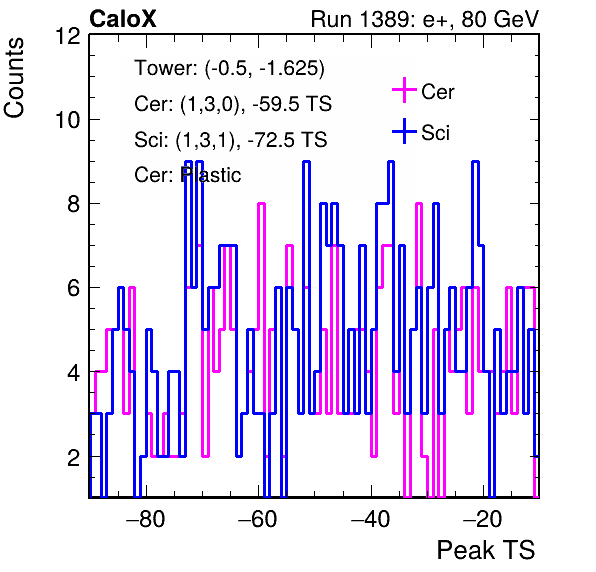 CaloX Run 1389: e+, 80 GeV
Counts
12
10
8
6
4
2
Tower: (-0.5, -1.625)
Cer: (1,3,0), -59.5 TS
Sci: (1,3,1), -72.5 TS
Cer: Plastic
Cer
Sci
−80 −60 −40 −20
Peak TS